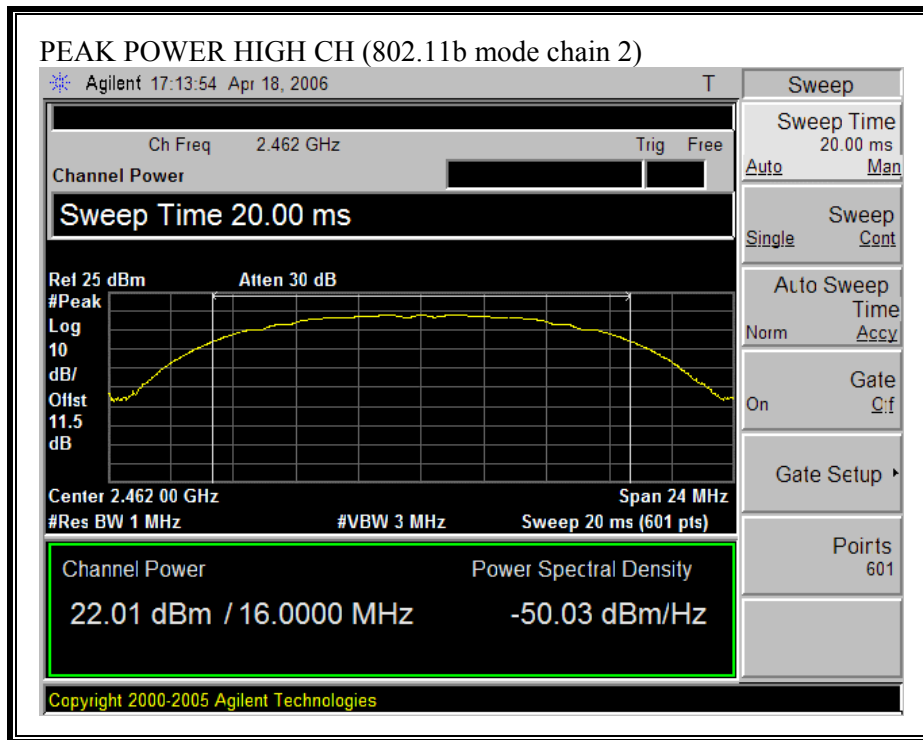 PEAK POWER HIGH CH (802.11b mode chain 2)
Agilent 17:13:54 Apr 18, 2006 T
Ch Freq 2.462 GHz Trig Free
Channel Power
Sweep Time 20.00 ms
Ref 25 dBm Atten 30 dB
#Peak
Log
10
dB/
Offst
11.5
dB
Center 2.462 00 GHz Span 24 MHz
#Res BW 1 MHz #VBW 3 MHz Sweep 20 ms (601 pts)
Channel Power Power Spectral Density
22.01 dBm / 16.0000 MHz -50.03 dBm/Hz
Copyright 2000-2005 Agilent Technologies
Sweep
Sweep Time
20.00 ms
Auto Man
Sweep
Single Cont
Auto Sweep
Time
Norm Accy
Gate
On Off
Gate Setup
Points
601